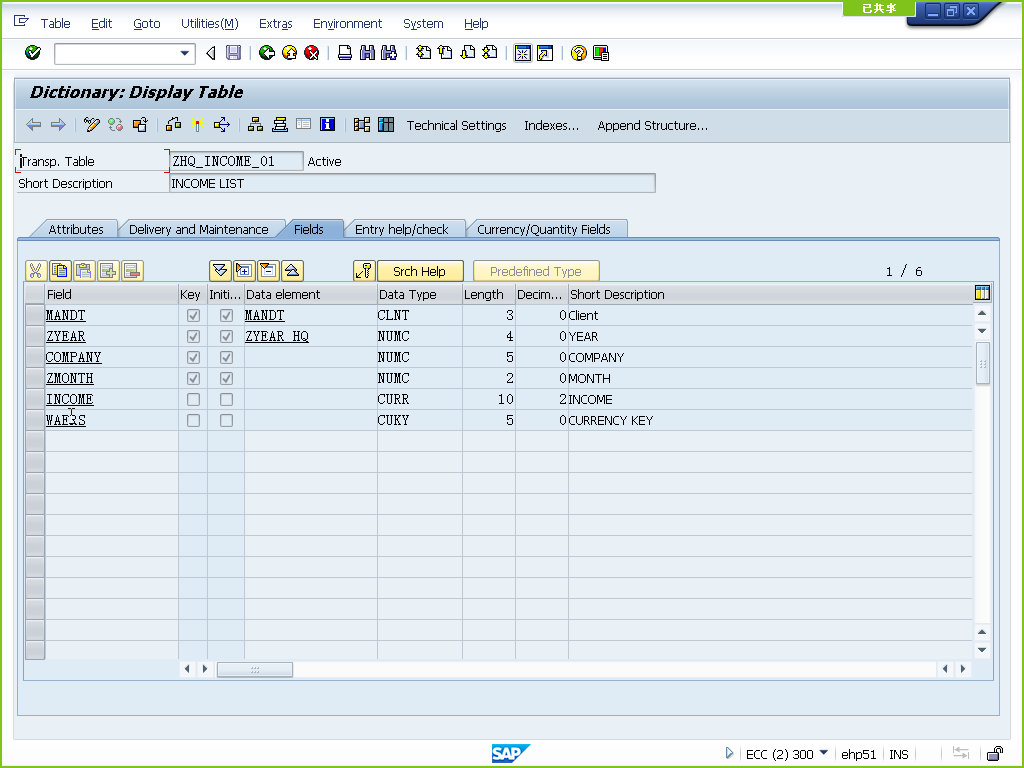 已共享
Table Edit Goto Utilities(M) Extras Environment System Help
Dictionary: Display Table
Technical Settings Indexes... Append Structure...
Transp. Table ZHQ_INCOME_01 Active
Short Description INCOME LIST
Attributes Delivery and Maintenance Fields Entry help/check Currency/Quantity Fields
Srch Help Predefined Type 1 / 6
Field Key Initi... Data element Data Type Length Decim... Short Description
MANDT MANDT CLNT 3 0 Client
ZYEAR ZYEAR_HQ NUMC 4 0 YEAR
COMPANY NUMC 5 0 COMPANY
ZMONTH NUMC 2 0 MONTH
INCOME CURR 10 2 INCOME
WAERS CUKY 5 0 CURRENCY KEY
SAP ECC (2) 300 ehp51 INS